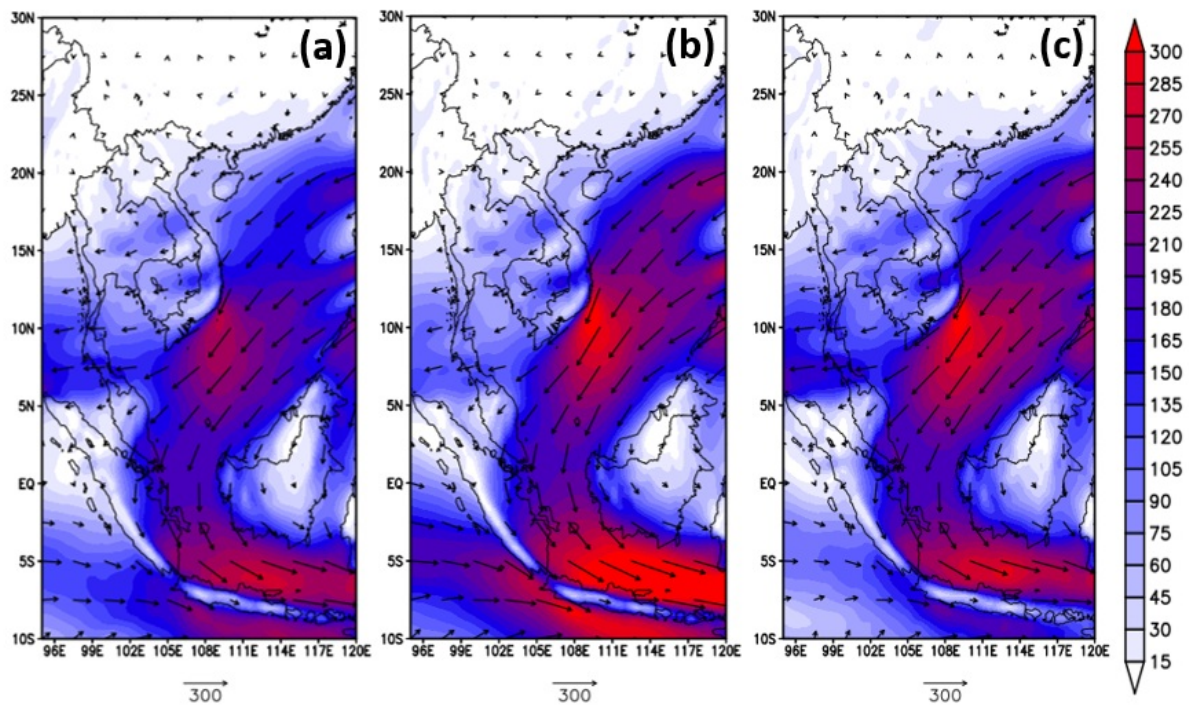 (a)
30N
25N
20N
15N
10N
5N
EQ
5S
10S
96E 99E 102E 105E 108E 111E 114E 117E 120E
300
(b)
30N
25N
20N
15N
10N
5N
EQ
5S
10S
96E 99E 102E 105E 108E 111E 114E 117E 120E
300
(c)
30N
25N
20N
15N
10N
5N
EQ
5S
10S
96E 99E 102E 105E 108E 111E 114E 117E 120E
300
300
285
270
255
240
225
210
195
180
165
150
135
120
105
90
75
60
45
30
15